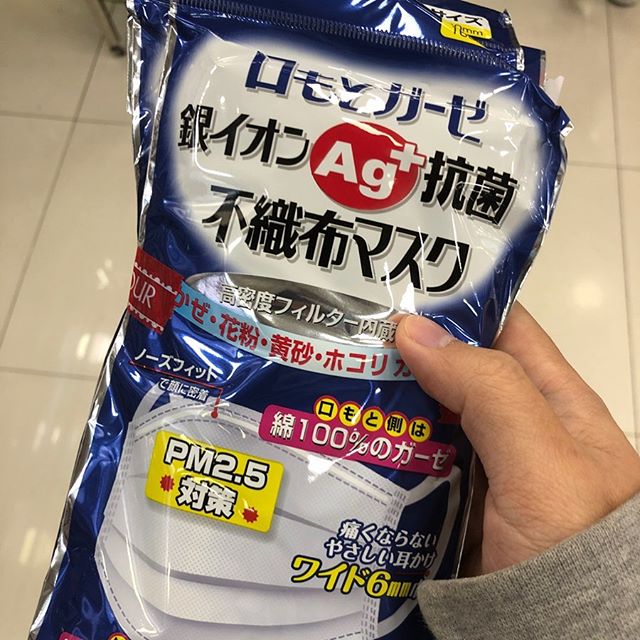 サイズ
口もとガーゼ
銀イオンAg+抗菌
不織布マスク
高密度フィルター内蔵
OUR
かぜ・花粉・黄砂・ホコリ
ノーズフィット
で顔に密着
口もと側は
綿100%のガーゼ
PM2.5
対策
痛くならない
やさしい耳かけ
ワイド6mm